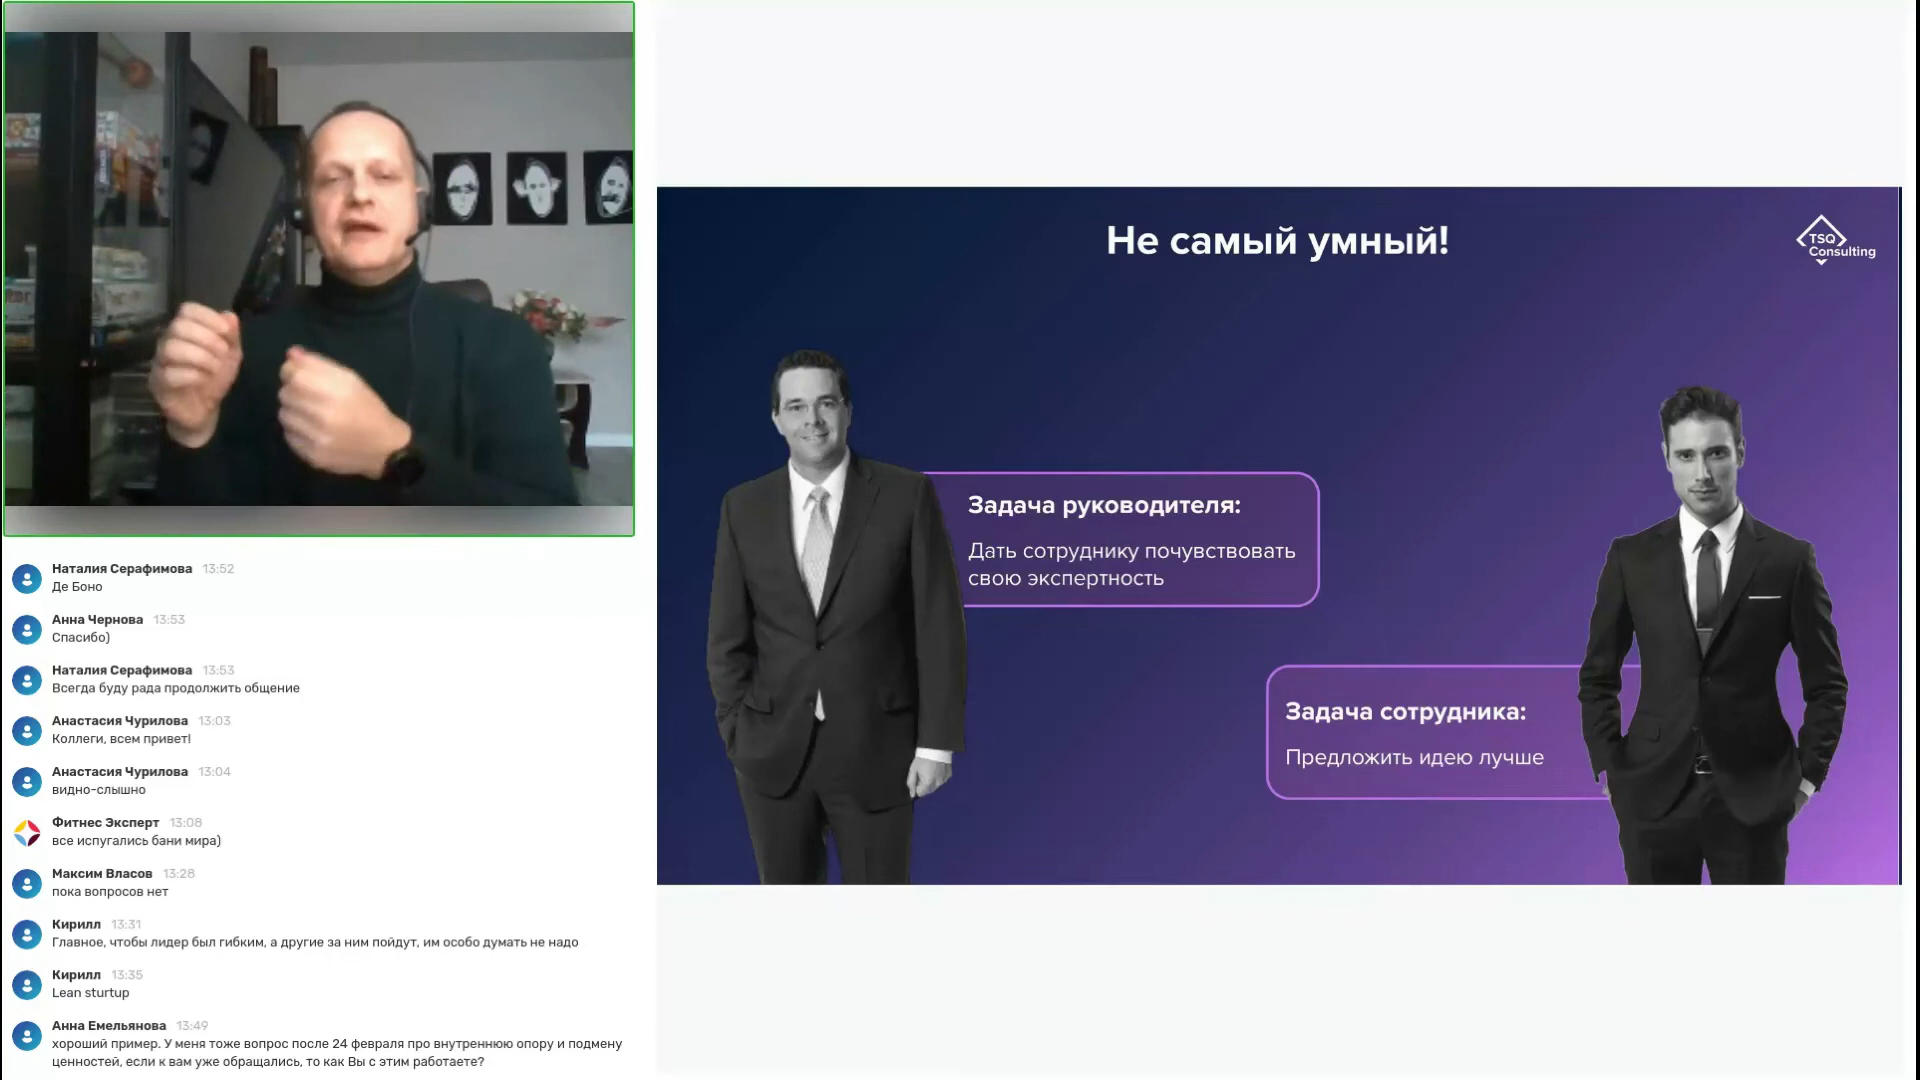 Наталия Серафимова 13:52
Де Боно
Анна Чернова 13:53
Спасибо)
Наталия Серафимова 13:53
Всегда буду рада продолжить общение
Анастасия Чурилова 13:03
Коллеги, всем привет!
Анастасия Чурилова 13:04
видно-слышно
Фитнес Эксперт 13:08
все испугались бани мира)
Максим Власов 13:28
пока вопросов нет
Кирилл 13:31
Главное, чтобы лидер был гибким, а другие за ним пойдут, им особо думать не надо
Кирилл 13:35
Lean sturtup
Анна Емельянова 13:49
хороший пример. У меня тоже вопрос после 24 февраля про внутреннюю опору и подмену
ценностей, если к вам уже обращались, то как Вы с этим работаете?
Не самый умный!
TSQ
Consulting
Задача руководителя:
Дать сотруднику почувствовать
свою экспертность
Задача сотрудника:
Предложить идею лучше